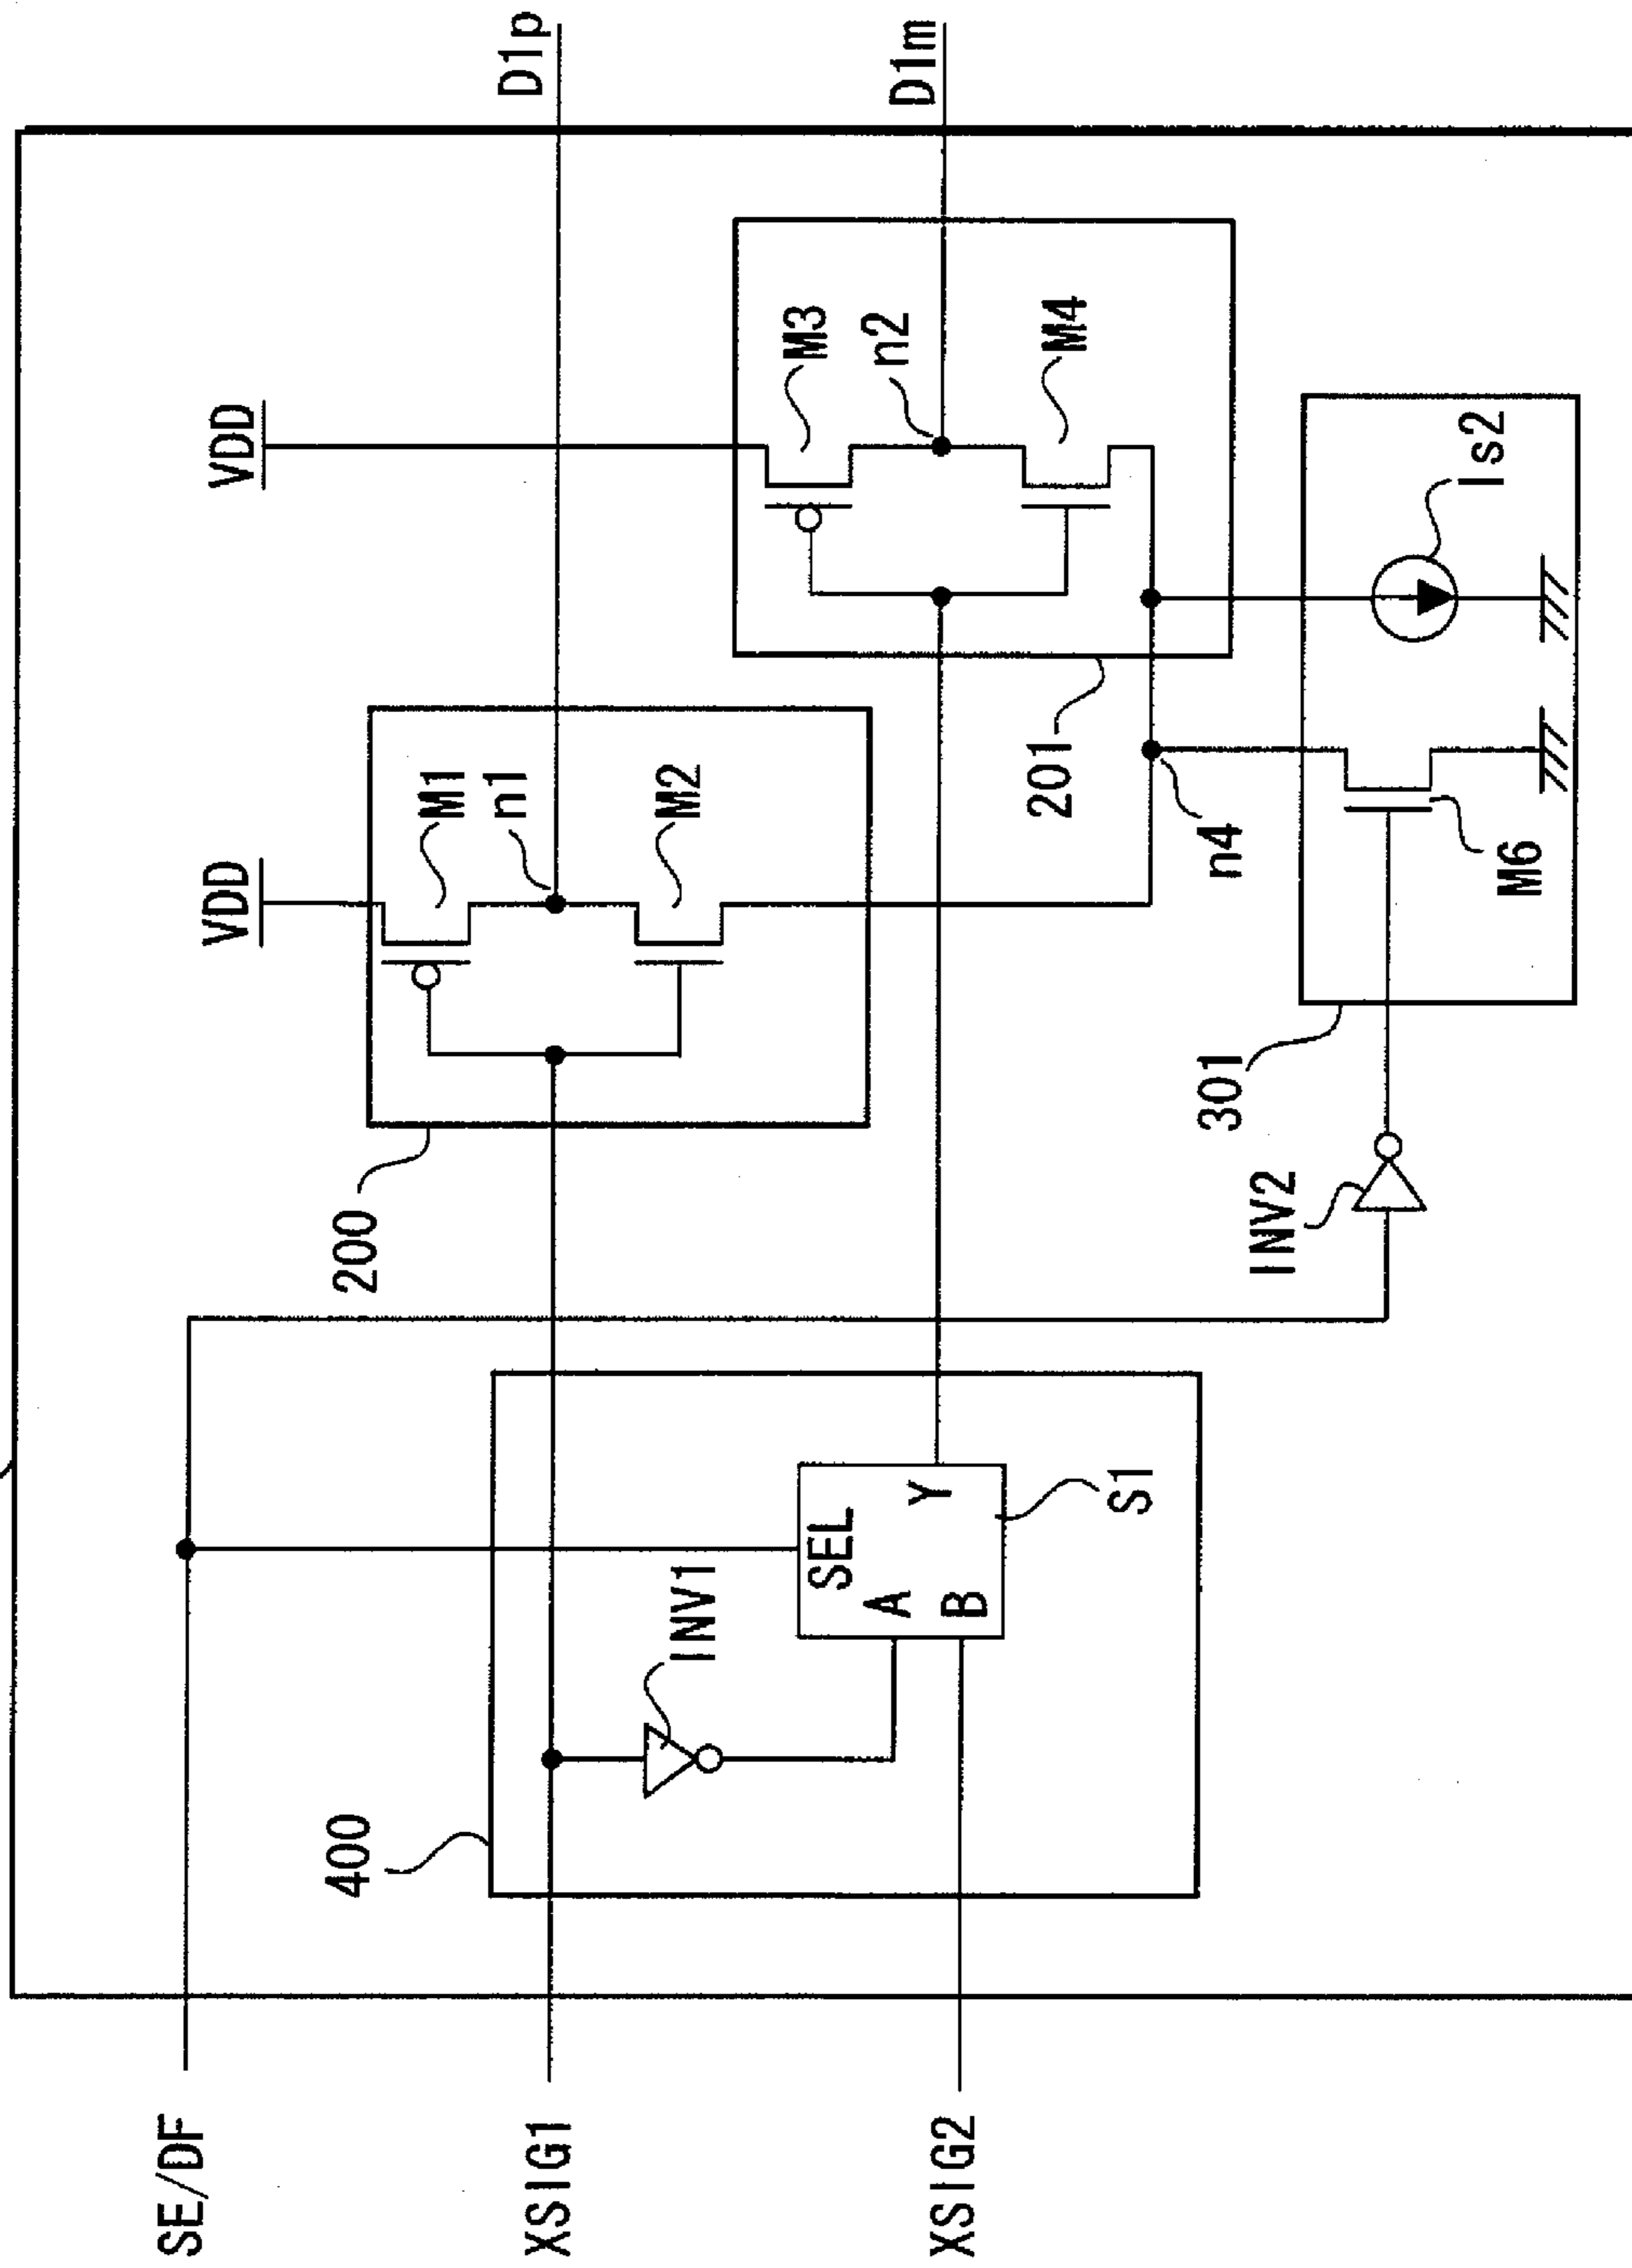 SE/DF
XSIG1
XSIG2
400
INV1
SEL
A
Y
B
S1
VDD
200
M1
n1
M2
VDD
M3
n2
M4
201
n4
INV2
301
M6
Is2
D1p
D1m